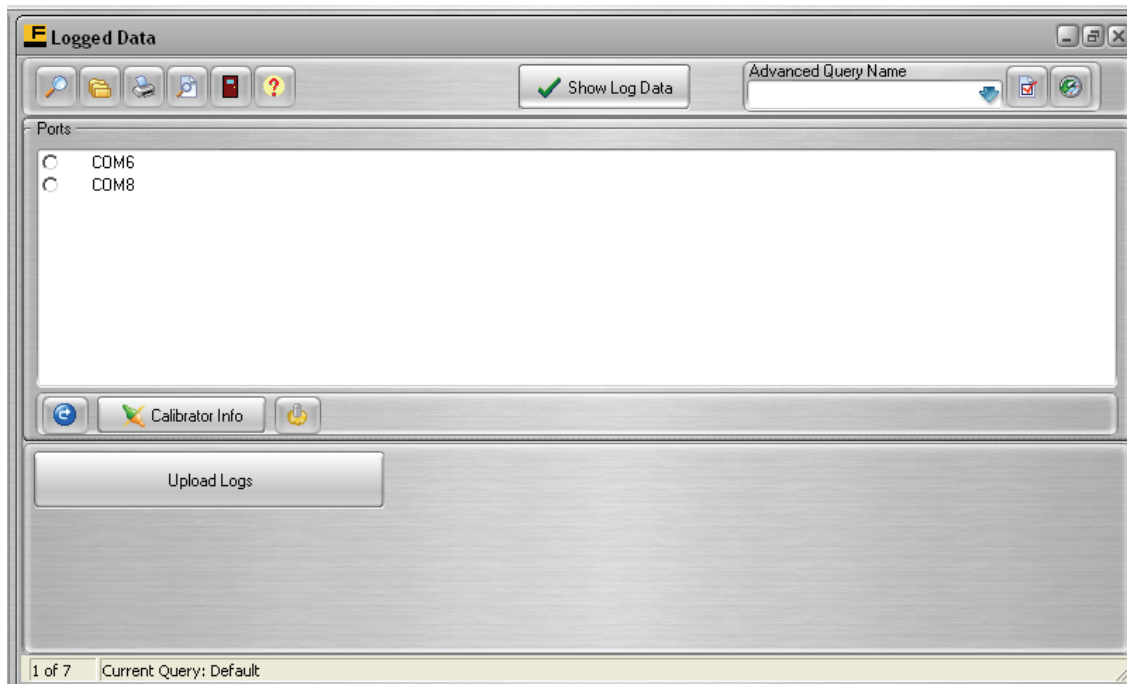 F Logged Data
Show Log Data
Advanced Query Name
Ports
COM6
COM8
Calibrator Info
Upload Logs
1 of 7 Current Query: Default